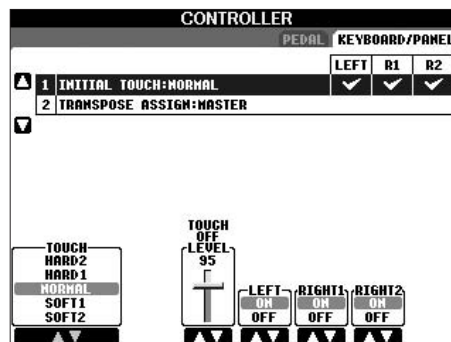 CONTROLLER
PEDAL KEYBOARD/PANEL
LEFT R1 R2
1 INITIAL TOUCH:NORMAL
2 TRANSPOSE ASSIGN:MASTER
TOUCH
HARD2
HARD1
NORMAL
SOFT1
SOFT2
TOUCH
OFF
LEVEL
95
LEFT RIGHT1 RIGHT2
ON ON ON
OFF OFF OFF